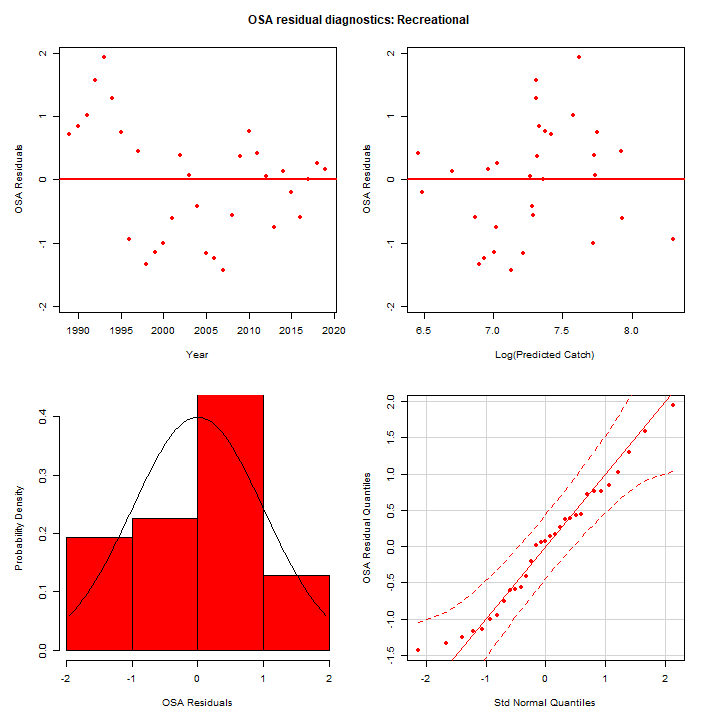 OSA residual diagnostics: Recreational
OSA Residuals
2
1
0
-1
-2
1990 1995 2000 2005 2010 2015 2020
Year
OSA Residuals
2
1
0
-1
-2
6.5 7.0 7.5 8.0
Log(Predicted Catch)
Probability Density
0.4
0.3
0.2
0.1
0.0
-2 -1 0 1 2
OSA Residuals
OSA Residual Quantiles
2.0
1.5
1.0
0.5
0.0
-0.5
-1.0
-1.5
-2 -1 0 1 2
Std Normal Quantiles